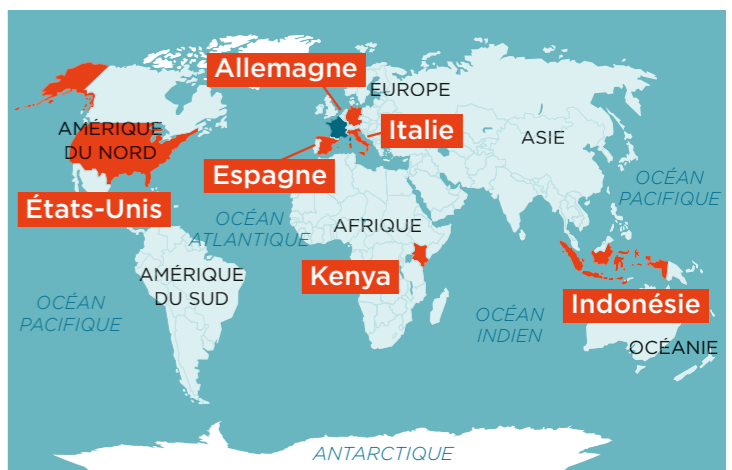 Allemagne
EUROPE
AMÉRIQUE
DU NORD
Italie
ASIE
Espagne
OCÉAN
PACIFIQUE
États-Unis
OCÉAN
ATLANTIQUE
AFRIQUE
AMÉRIQUE
DU SUD
Kenya
OCÉAN
PACIFIQUE
OCÉAN
INDIEN
Indonésie
OCÉANIE
ANTARCTIQUE